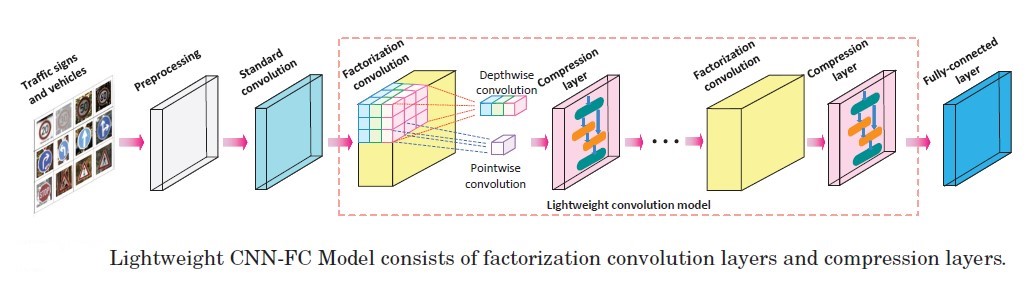 Traffic signs
and vehicles
Preprocessing
Standard
convolution
Factorization
convolution
Depthwise
convolution
Pointwise
convolution
Compression
layer
Factorization
convolution
Compression
layer
Fully-connected
layer
Lightweight convolution model
Lightweight CNN-FC Model consists of factorization convolution layers and compression layers.